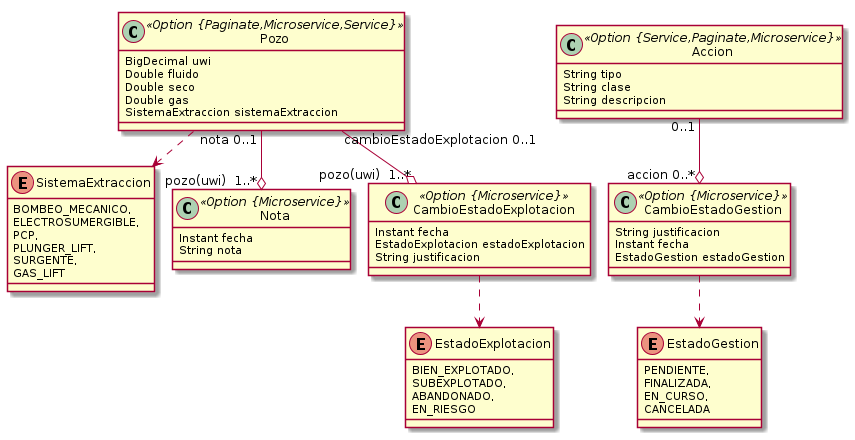 C «Option {Paginate,Microservice,Service}»
Pozo
BigDecimal uwi
Double fluido
Double seco
Double gas
SistemaExtraccion sistemaExtraccion
C «Option {Service,Paginate,Microservice}»
Accion
String tipo
String clase
String descripcion
nota 0..1
cambioEstadoExplotacion 0..1
0..1
pozo(uwi) 1..*
pozo(uwi) 1..*
accion 0..*
E SistemaExtraccion
BOMBEO_MECANICO,
ELECTROSUMERGIBLE,
PCP,
PLUNGER_LIFT,
SURGENTE,
GAS_LIFT
C «Option {Microservice}»
Nota
Instant fecha
String nota
C «Option {Microservice}»
CambioEstadoExplotacion
Instant fecha
EstadoExplotacion estadoExplotacion
String justificacion
C «Option {Microservice}»
CambioEstadoGestion
String justificacion
Instant fecha
EstadoGestion estadoGestion
E EstadoExplotacion
BIEN_EXPLOTADO,
SUBEXPLOTADO,
ABANDONADO,
EN_RIESGO
E EstadoGestion
PENDIENTE,
FINALIZADA,
EN_CURSO,
CANCELADA